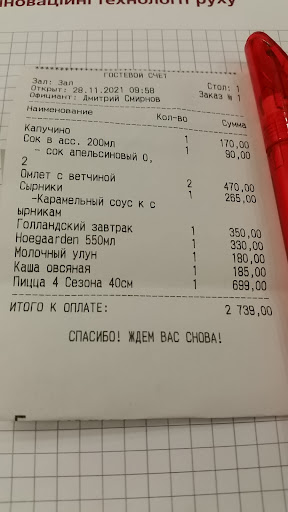 новаційні технології руху
ГОСТЕВОЙ СЧЕТ
Зал: Зал Стол: 1
Открыт: 28.11.2021 09:58 Заказ № 1
Официант: Дмитрий Смирнов
Наименование Кол-во Сумма
Капучино 1 170,00
Сок в асс. 200мл 1 90,00
- сок апельсиновый 0,
2
Омлет с ветчиной 2 470,00
Сырники 1 265,00
-Карамельный соус к с
ырникам
Голландский завтрак 1 350,00
Hoegaarden 550мл 1 330,00
Молочный улун 1 180,00
Каша овсяная 1 185,00
Пицца 4 Сезона 40см 1 699,00
ИТОГО К ОПЛАТЕ: 2 739,00
СПАСИБО! ЖДЕМ ВАС СНОВА!